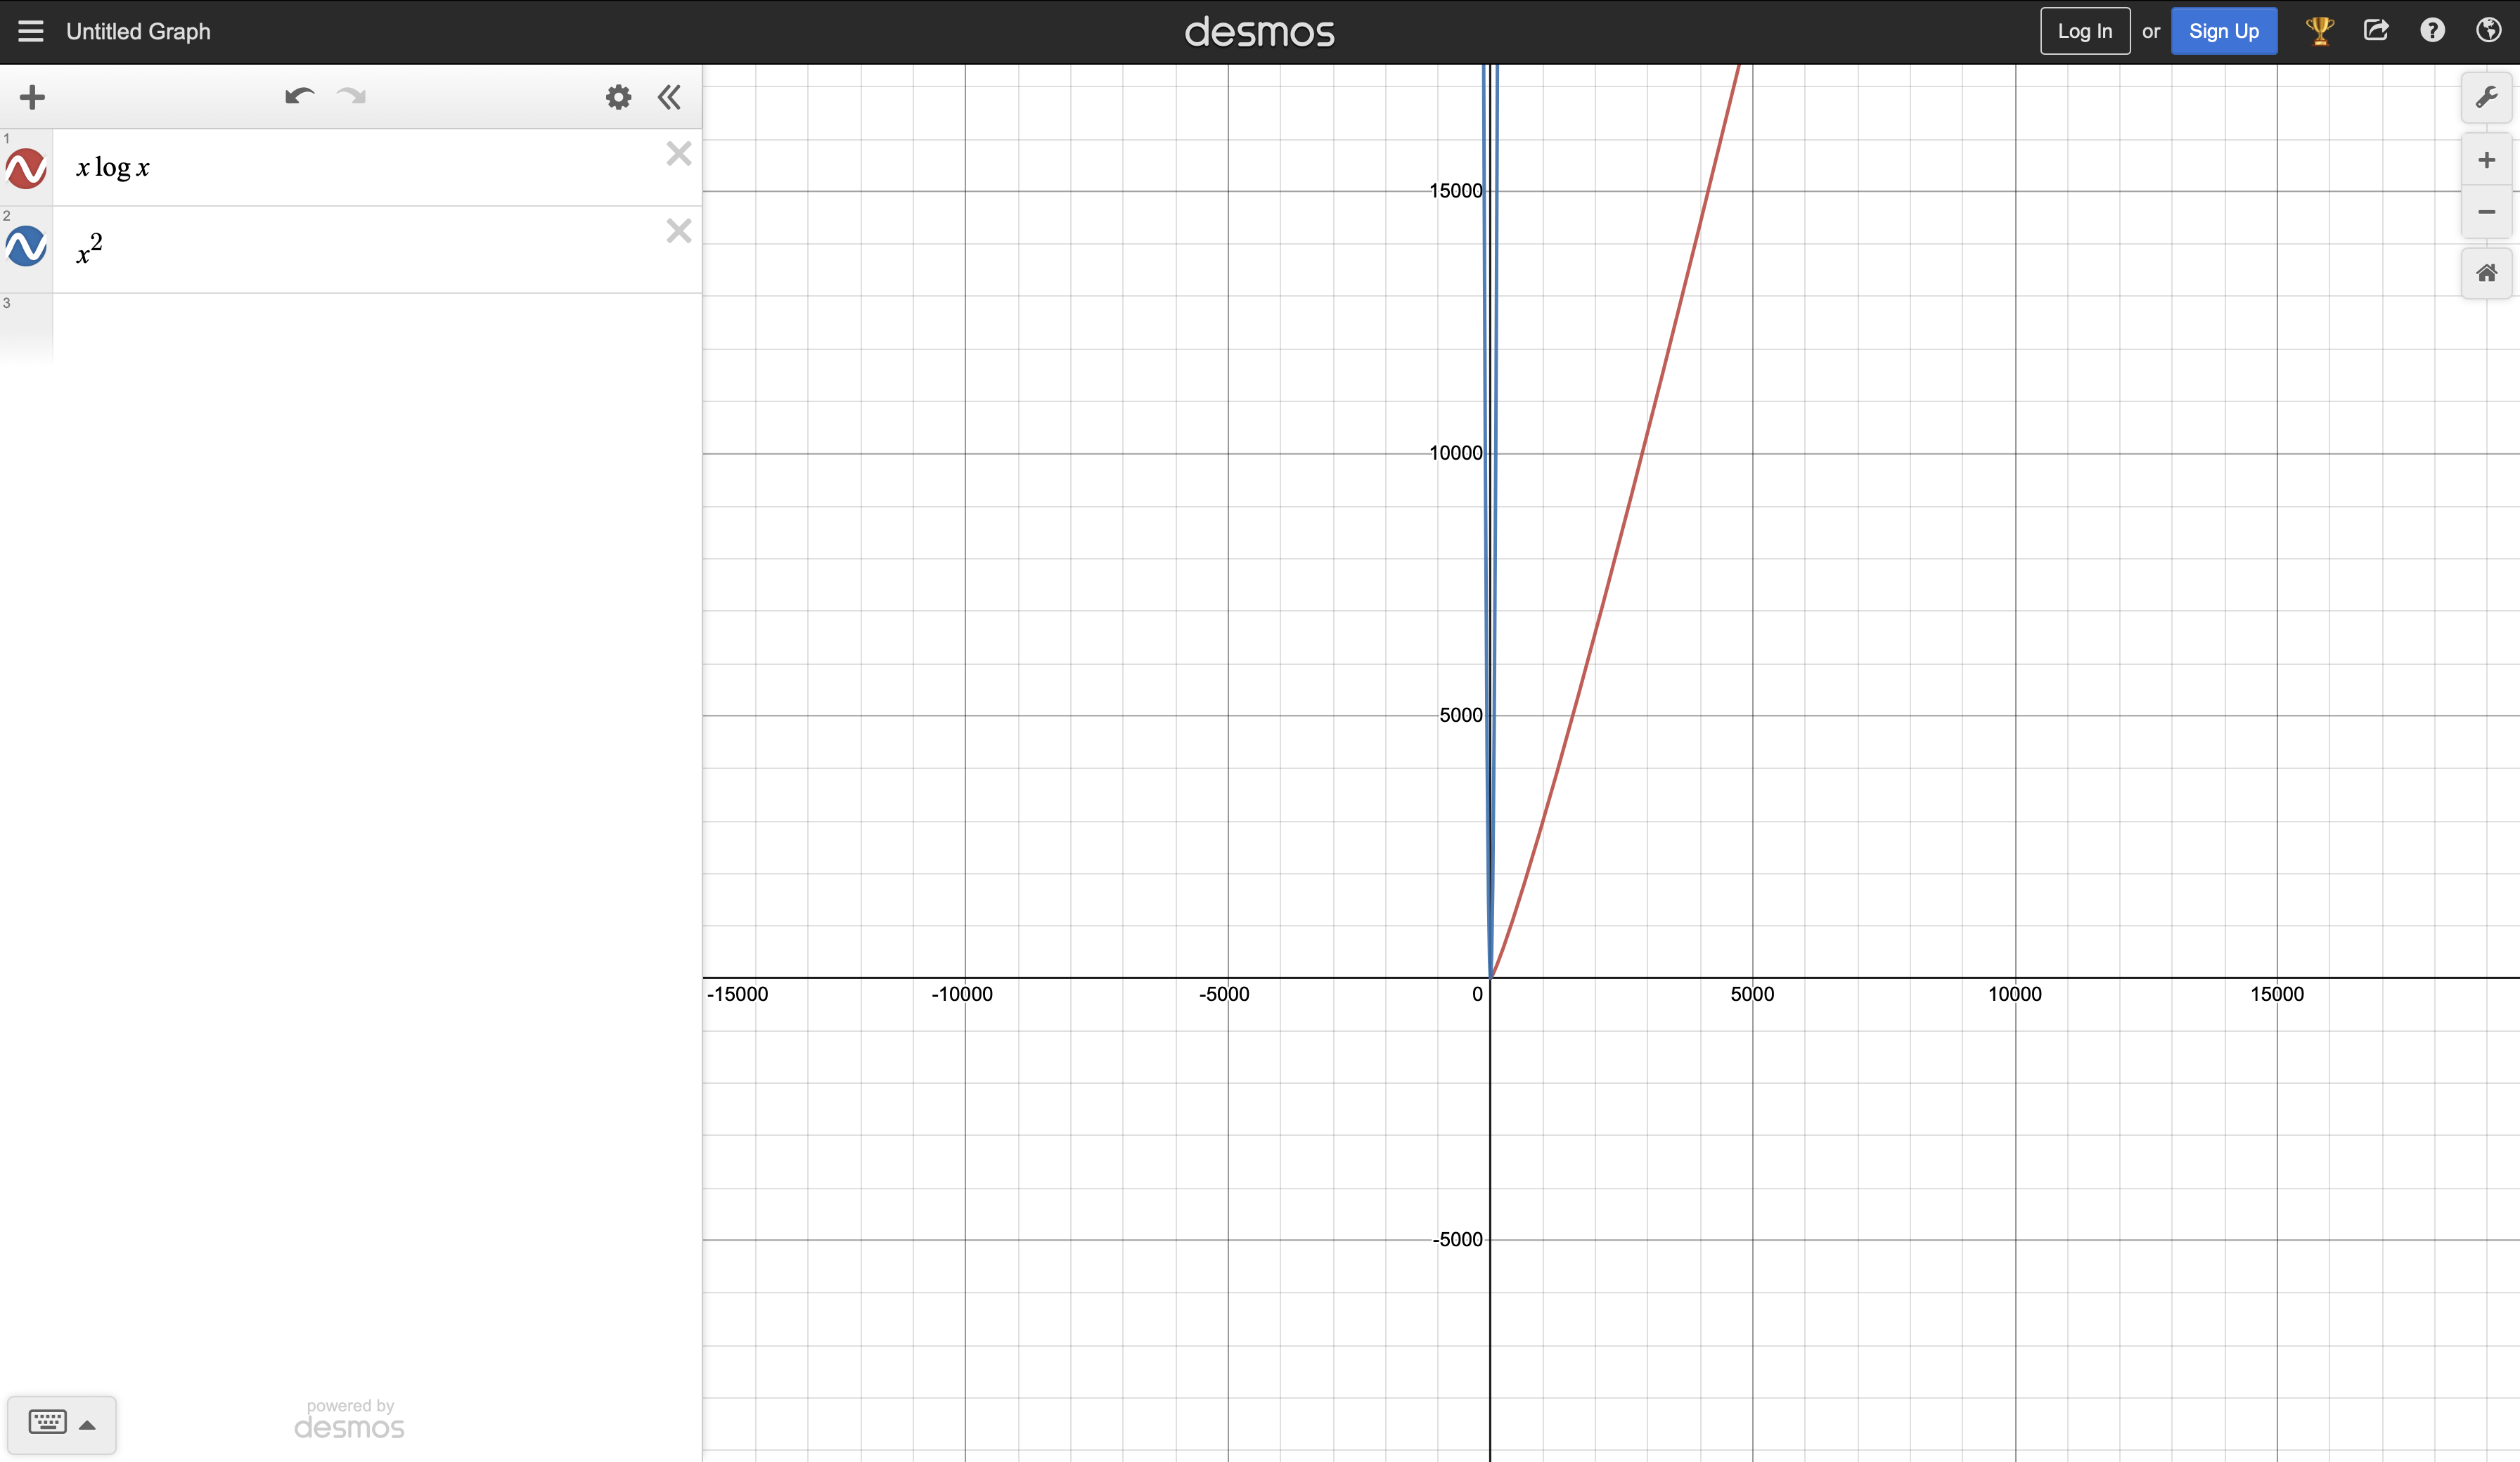 Untitled Graph
desmos
Log In or Sign Up
1
x log x
2
x²
3
15000
10000
5000
-15000 -10000 -5000 0 5000 10000 15000
-5000
powered by
desmos